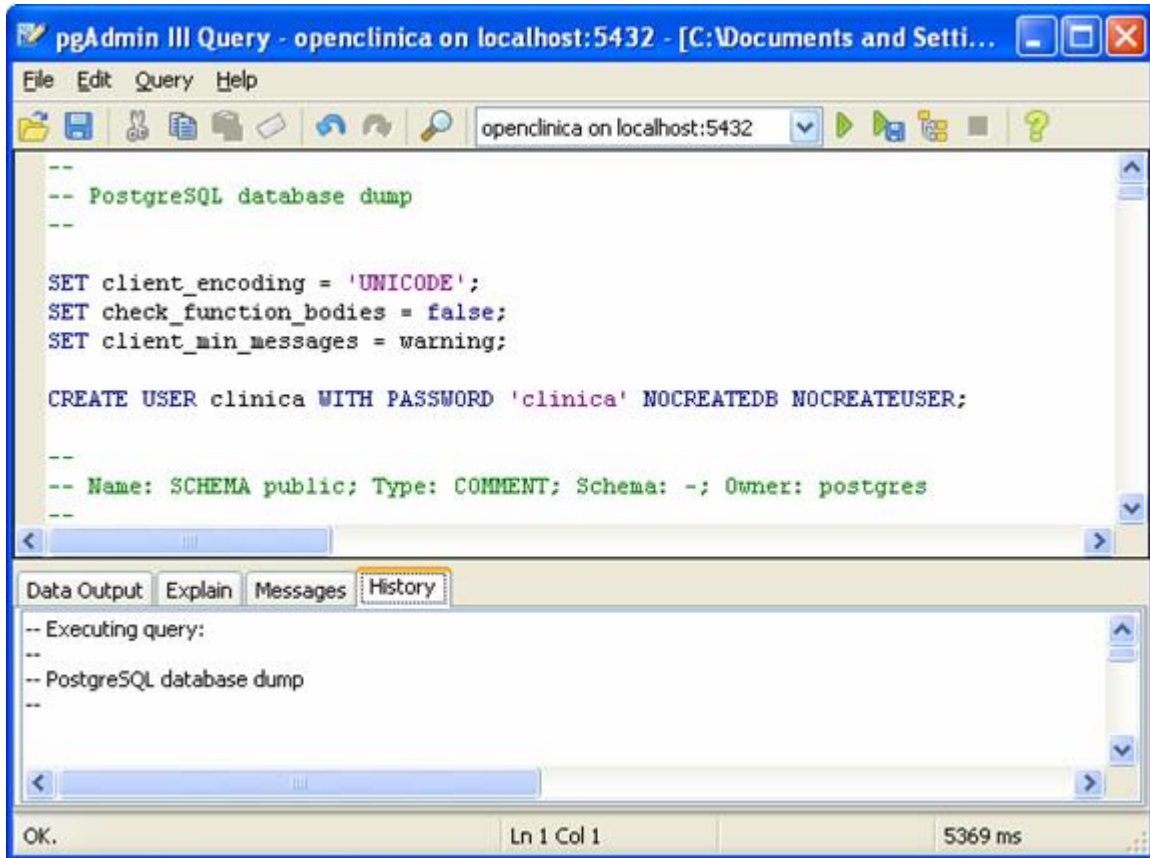 pgAdmin III Query - openclinica on localhost:5432 - [C:\Documents and Setti...
File Edit Query Help
openclinica on localhost:5432
--
-- PostgreSQL database dump
--
SET client_encoding = 'UNICODE';
SET check_function_bodies = false;
SET client_min_messages = warning;
CREATE USER clinica WITH PASSWORD 'clinica' NOCREATEDB NOCREATEUSER;
--
-- Name: SCHEMA public; Type: COMMENT; Schema: -; Owner: postgres
--
Data Output Explain Messages History
-- Executing query:
--
-- PostgreSQL database dump
--
OK. Ln 1 Col 1 5369 ms